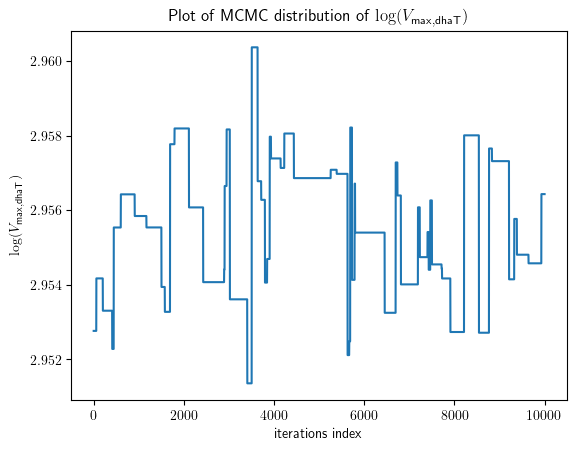 Plot of MCMC distribution of log(V_max,dhaT)
log(V_max,dhaT)
2.960
2.958
2.956
2.954
2.952
0 2000 4000 6000 8000 10000
iterations index